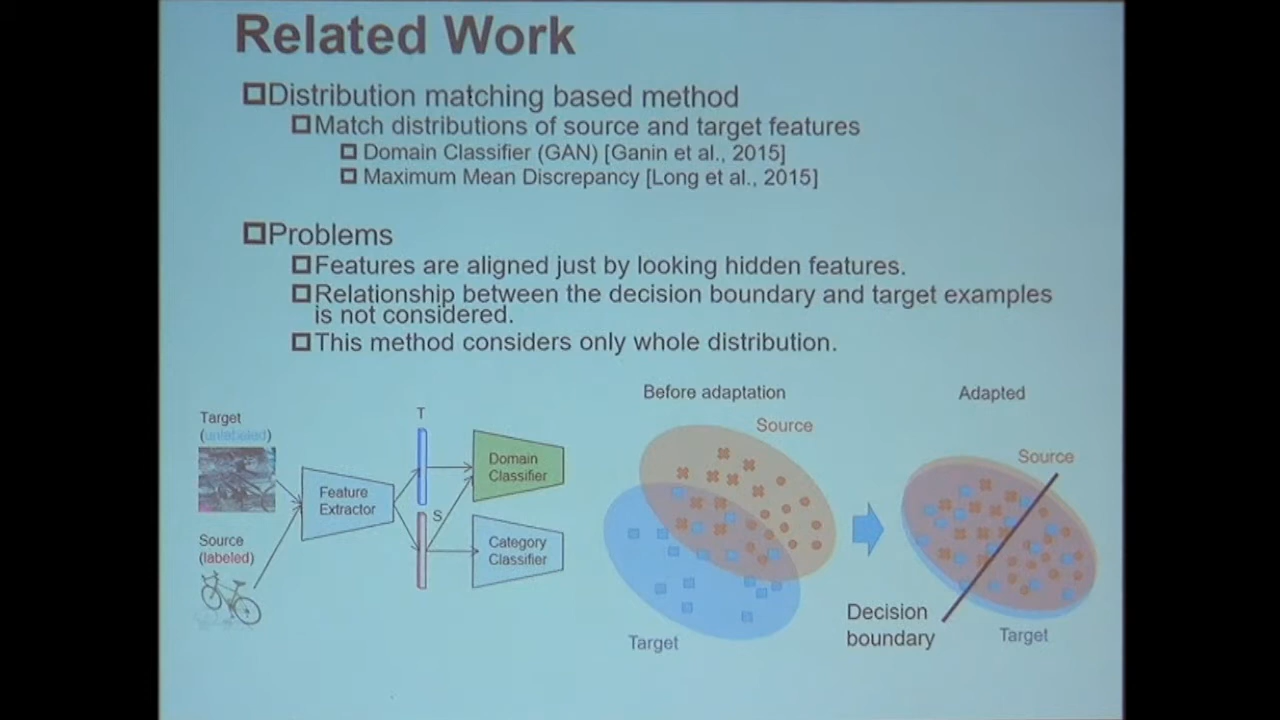 Related Work
Distribution matching based method
Match distributions of source and target features
Domain Classifier (GAN) [Ganin et al., 2015]
Maximum Mean Discrepancy [Long et al., 2015]
Problems
Features are aligned just by looking hidden features.
Relationship between the decision boundary and target examples
is not considered.
This method considers only whole distribution.
Target
(unlabeled)
Source
(labeled)
Feature
Extractor
T
S
Domain
Classifier
Category
Classifier
Before adaptation
Source
Target
Adapted
Source
Decision
boundary
Target